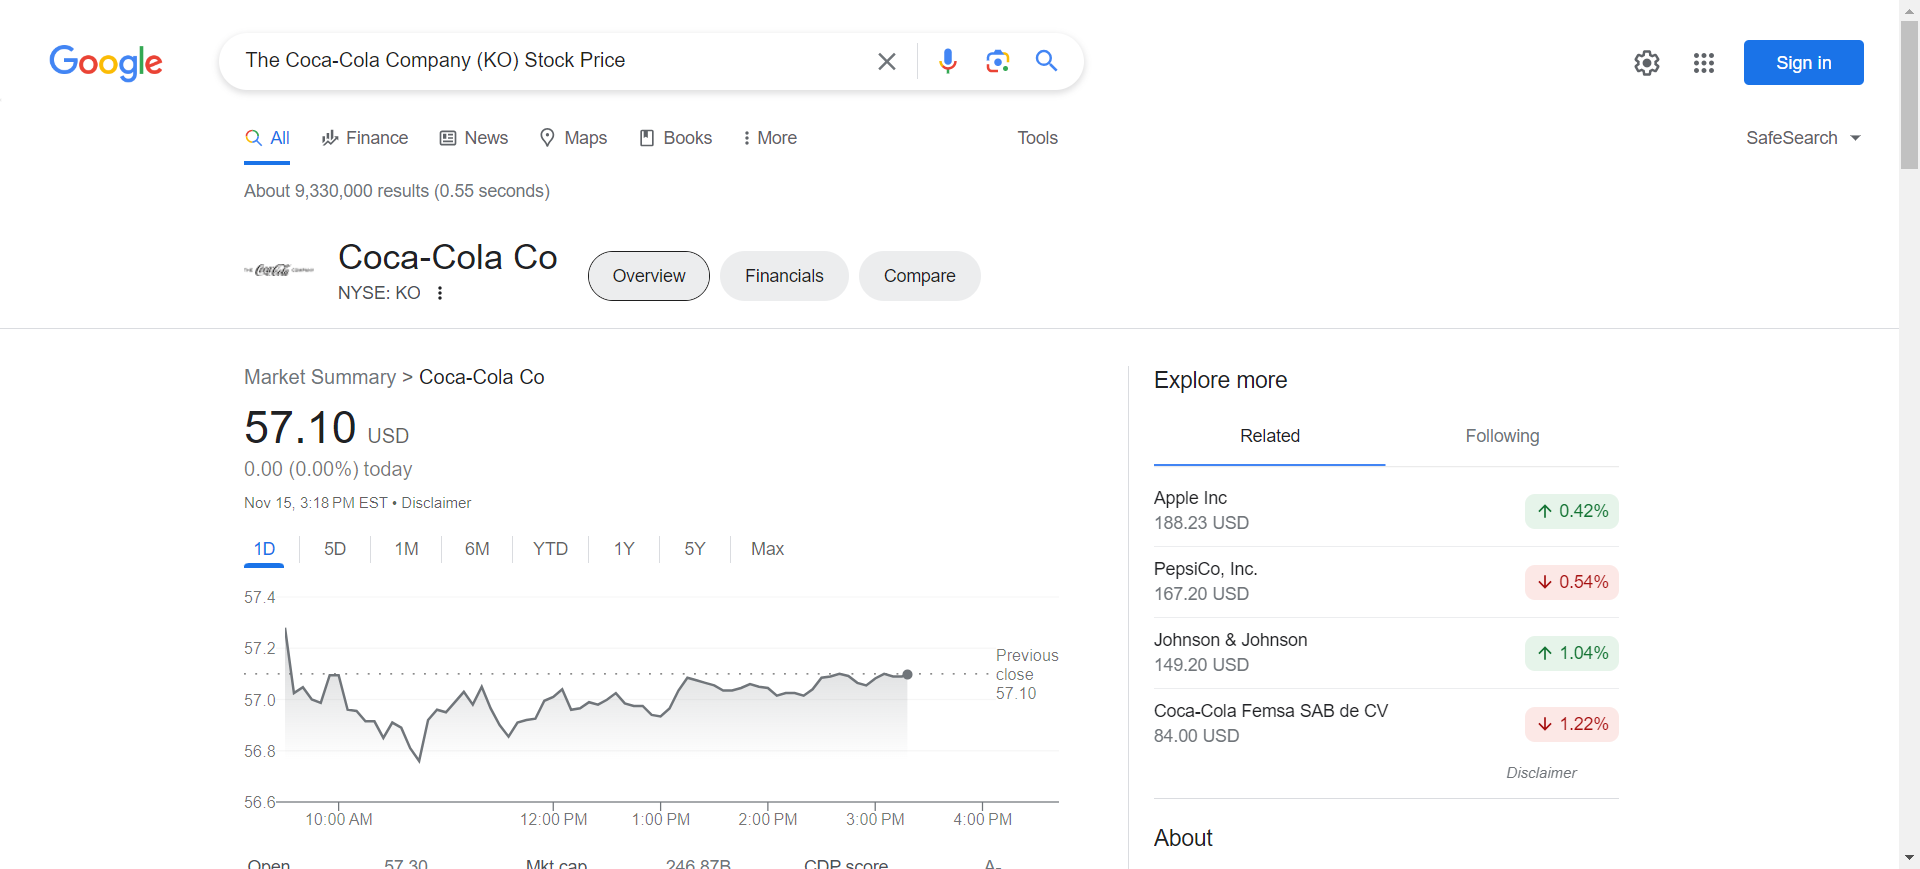 Google
The Coca-Cola Company (KO) Stock Price
Sign in
All
Finance
News
Maps
Books
More
Tools
SafeSearch
About 9,330,000 results (0.55 seconds)
THE Coca-Cola COMPANY
Coca-Cola Co
NYSE: KO
Overview
Financials
Compare
Market Summary > Coca-Cola Co
57.10 USD
0.00 (0.00%) today
Nov 15, 3:18 PM EST • Disclaimer
1D
5D
1M
6M
YTD
1Y
5Y
Max
57.4
57.2
57.0
56.8
56.6
Previous
close
57.10
10:00 AM
12:00 PM
1:00 PM
2:00 PM
3:00 PM
4:00 PM
Open 57.30
Mkt cap 246.87B
CDP score A-
Explore more
Related
Following
Apple Inc
188.23 USD
0.42%
PepsiCo, Inc.
167.20 USD
0.54%
Johnson & Johnson
149.20 USD
1.04%
Coca-Cola Femsa SAB de CV
84.00 USD
1.22%
Disclaimer
About